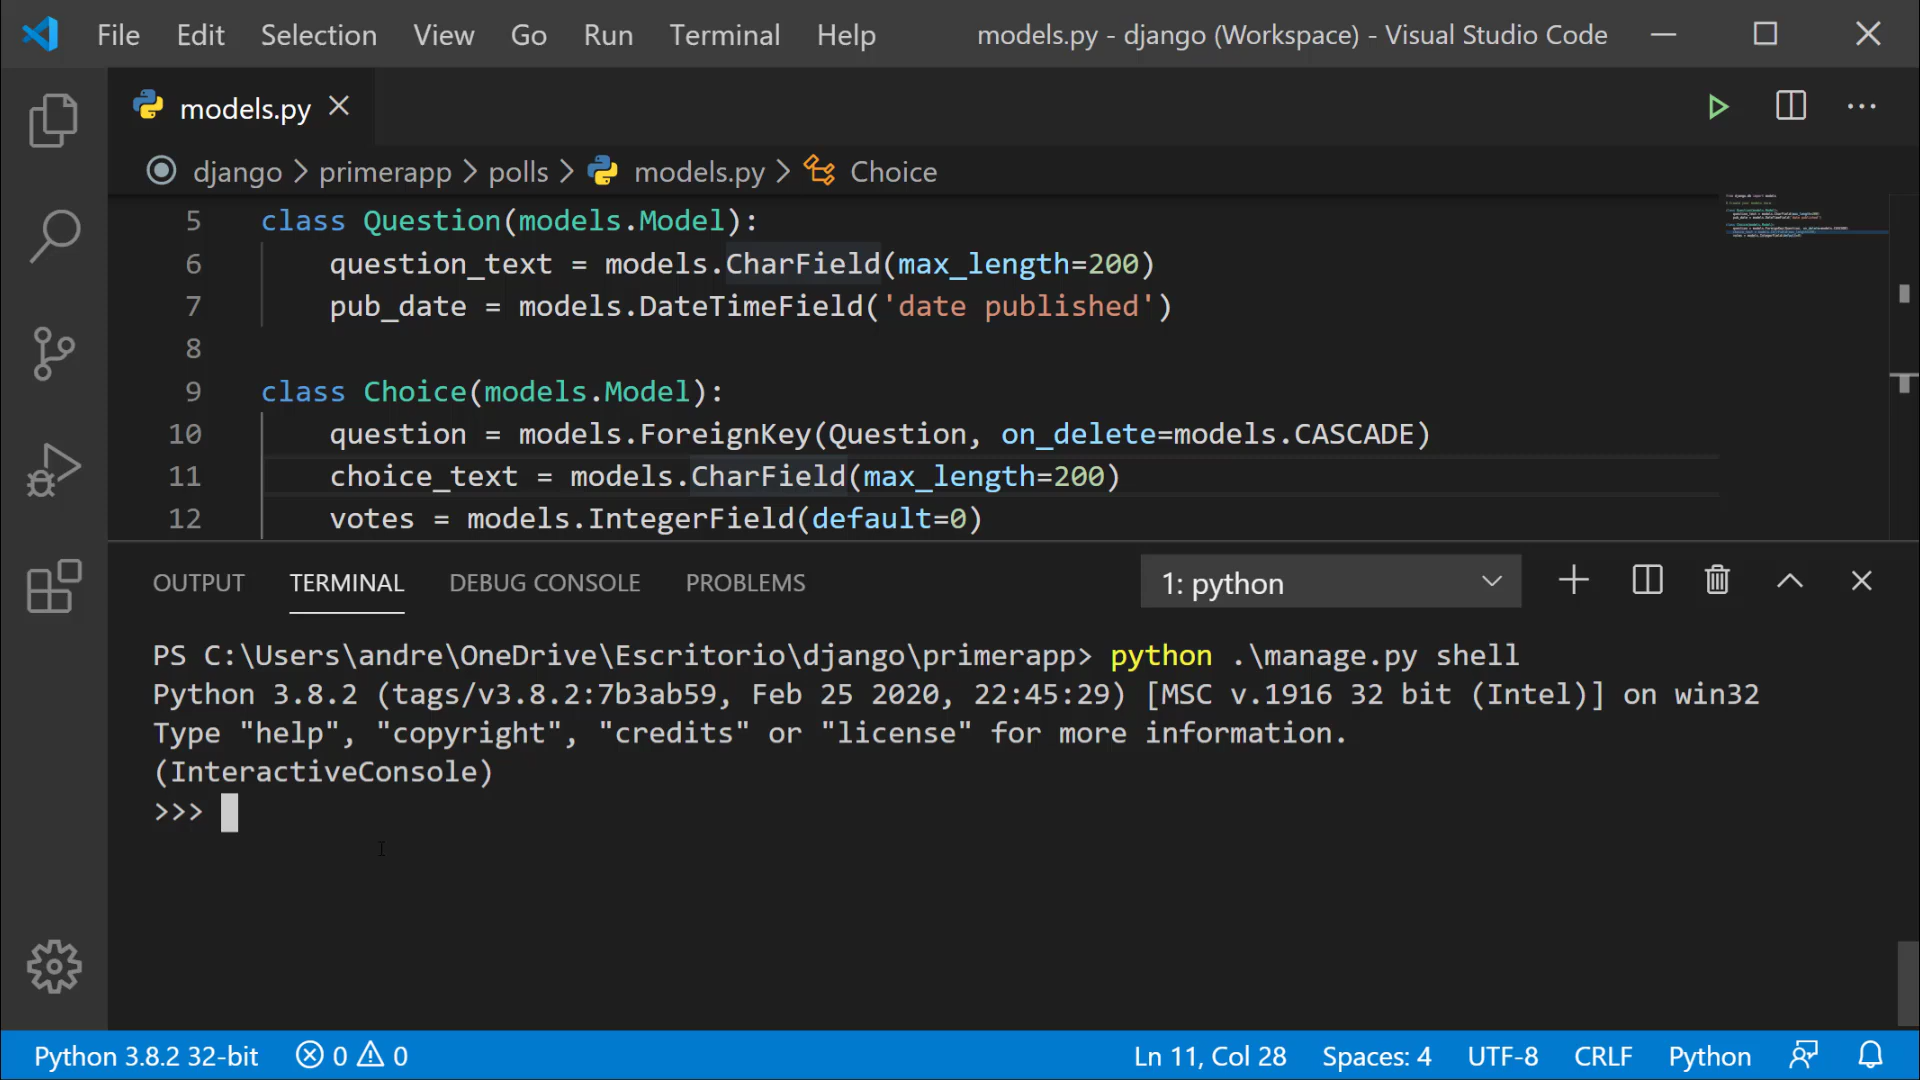 File Edit Selection View Go Run Terminal Help models.py - django (Workspace) - Visual Studio Code
models.py
django > primerapp > polls > models.py > Choice
5 class Question(models.Model):
6 question_text = models.CharField(max_length=200)
7 pub_date = models.DateTimeField('date published')
8
9 class Choice(models.Model):
10 question = models.ForeignKey(Question, on_delete=models.CASCADE)
11 choice_text = models.CharField(max_length=200)
12 votes = models.IntegerField(default=0)
OUTPUT TERMINAL DEBUG CONSOLE PROBLEMS 1: python
PS C:\Users\andre\OneDrive\Escritorio\django\primerapp> python .\manage.py shell
Python 3.8.2 (tags/v3.8.2:7b3ab59, Feb 25 2020, 22:45:29) [MSC v.1916 32 bit (Intel)] on win32
Type "help", "copyright", "credits" or "license" for more information.
(InteractiveConsole)
>>>
Python 3.8.2 32-bit 0 0 Ln 11, Col 28 Spaces: 4 UTF-8 CRLF Python